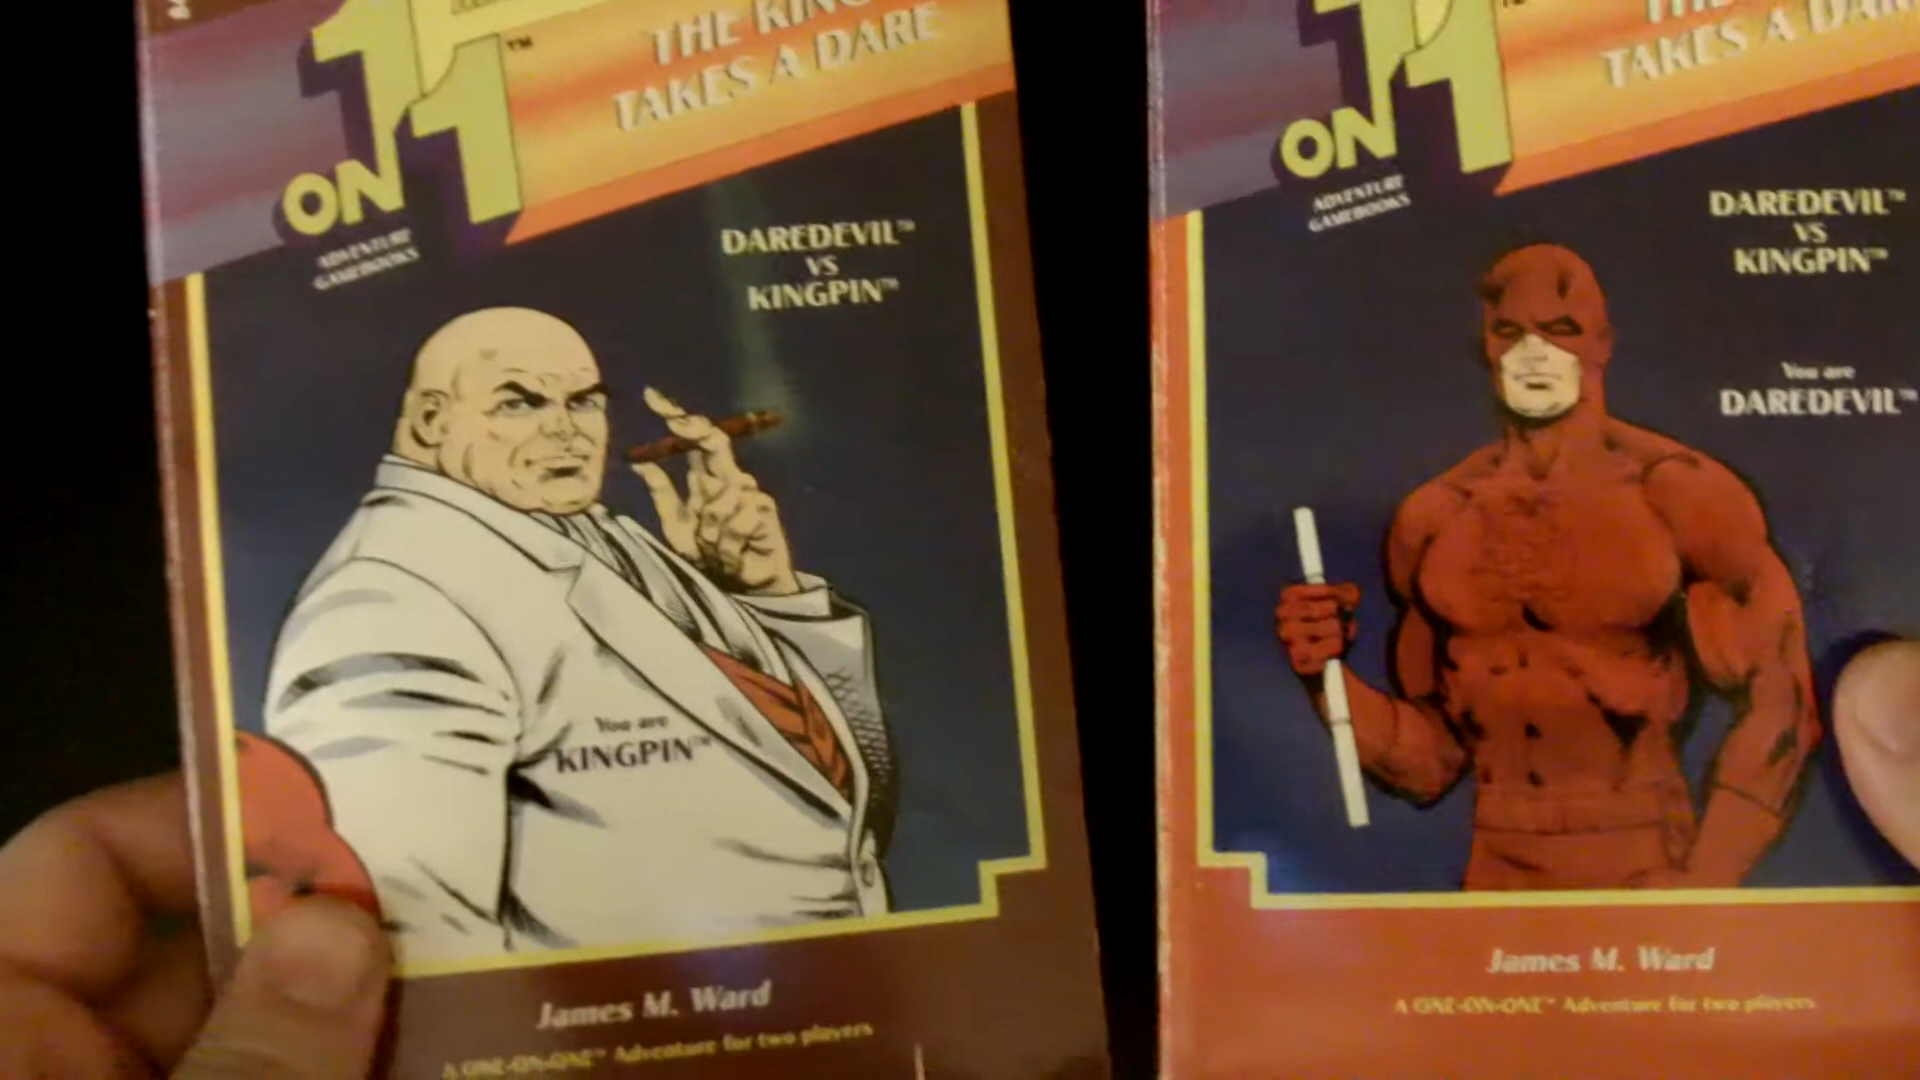 1
ON
1™
ADVENTURE
GAMEBOOKS
THE KING
TAKES A DARE
DAREDEVIL™
VS
KINGPIN™
You are
KINGPIN™
James M. Ward
A ONE-ON-ONE™ Adventure for two players
1
ON
1
ADVENTURE
GAMEBOOKS
TAKES A DARE
DAREDEVIL™
VS
KINGPIN™
You are
DAREDEVIL™
James M. Ward
A ONE-ON-ONE™ Adventure for two players